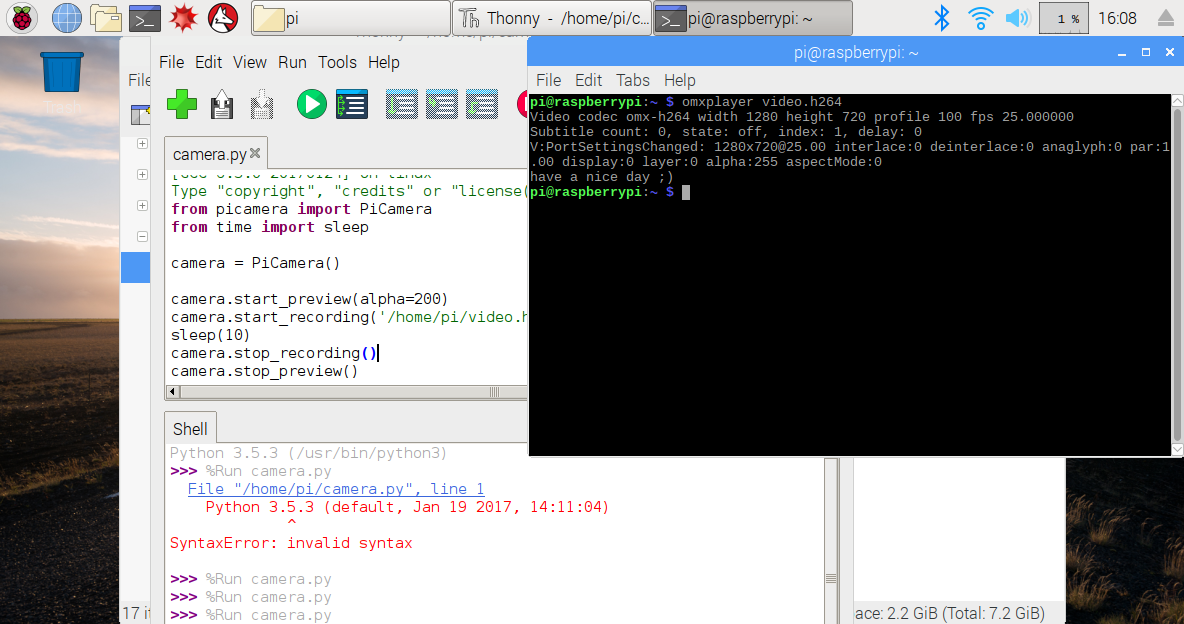 pi
Thonny - /home/pi/c...
pi@raspberrypi: ~
1 %
16:08
File
File Edit View Run Tools Help
camera.py
Type "copyright", "credits" or "license(
from picamera import PiCamera
from time import sleep
camera = PiCamera()
camera.start_preview(alpha=200)
camera.start_recording('/home/pi/video.h
sleep(10)
camera.stop_recording()
camera.stop_preview()
Shell
Python 3.5.3 (/usr/bin/python3)
>>> %Run camera.py
File "/home/pi/camera.py", line 1
Python 3.5.3 (default, Jan 19 2017, 14:11:04)
^
SyntaxError: invalid syntax
>>> %Run camera.py
>>> %Run camera.py
>>> %Run camera.py
pi@raspberrypi: ~
File Edit Tabs Help
pi@raspberrypi:~ $ omxplayer video.h264
Video codec omx-h264 width 1280 height 720 profile 100 fps 25.000000
Subtitle count: 0, state: off, index: 1, delay: 0
V:PortSettingsChanged: 1280x720@25.00 interlace:0 deinterlace:0 anaglyph:0 par:1
.00 display:0 layer:0 alpha:255 aspectMode:0
have a nice day ;)
pi@raspberrypi:~ $
17 it
ace: 2.2 GiB (Total: 7.2 GiB)